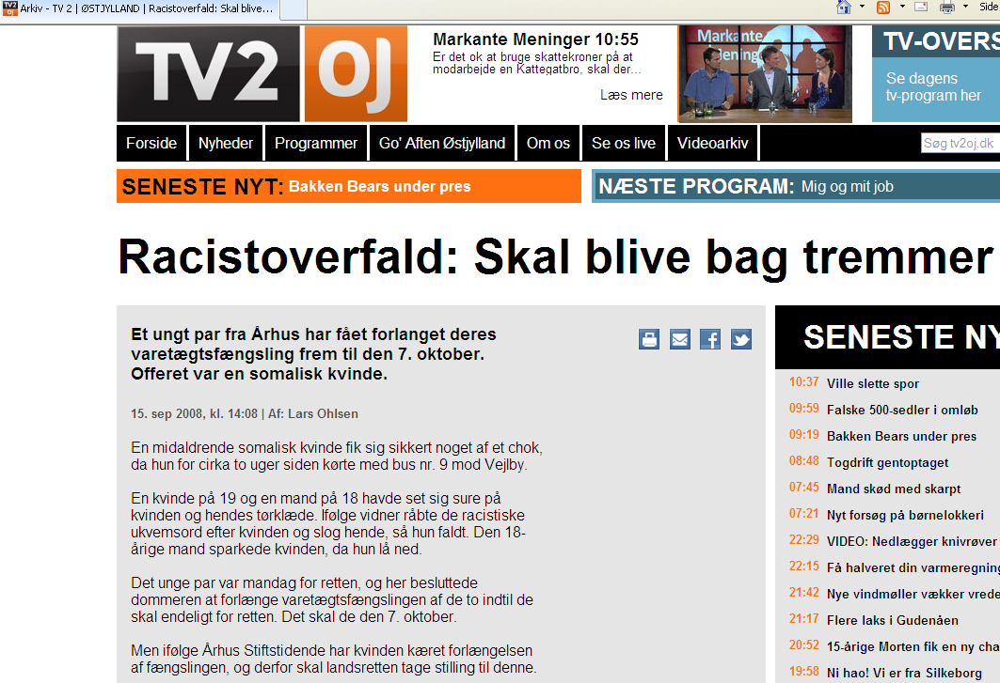 Arkiv - TV 2 | ØSTJYLLAND | Racistoverfald: Skal blive...
Side
TV2 OJ
Markante Meninger 10:55
Er det ok at bruge skattekroner på at
modarbejde en Kattegatbro, skal der...
Læs mere
Markante
Mening
TV-OVERS
Se dagens
tv-program her
Forside
Nyheder
Programmer
Go' Aften Østjylland
Om os
Se os live
Videoarkiv
Søg tv2oj.dk
SENESTE NYT: Bakken Bears under pres
NÆSTE PROGRAM: Mig og mit job
Racistoverfald: Skal blive bag tremmer
Et ungt par fra Århus har fået forlanget deres
varetægtsfængsling frem til den 7. oktober.
Offeret var en somalisk kvinde.
15. sep 2008, kl. 14:08 | Af: Lars Ohlsen
En midaldrende somalisk kvinde fik sig sikkert noget af et chok,
da hun for cirka to uger siden kørte med bus nr. 9 mod Vejlby.
En kvinde på 19 og en mand på 18 havde set sig sure på
kvinden og hendes tørklæde. Ifølge vidner råbte de racistiske
ukvemsord efter kvinden og slog hende, så hun faldt. Den 18-
årige mand sparkede kvinden, da hun lå ned.
Det unge par var mandag for retten, og her besluttede
dommeren at forlænge varetægtsfængslingen af de to indtil de
skal endeligt for retten. Det skal de den 7. oktober.
Men ifølge Århus Stiftstidende har kvinden kæret forlængelsen
af fængslingen, og derfor skal landsretten tage stilling til denne.
SENESTE NY
10:37 Ville slette spor
09:59 Falske 500-sedler i omløb
09:19 Bakken Bears under pres
08:48 Togdrift gentoptaget
07:45 Mand skød med skarpt
07:21 Nyt forsøg på børnelokkeri
22:29 VIDEO: Nedlægger knivrøver
22:15 Få halveret din varmeregning
21:42 Nye vindmøller vækker vrede
21:17 Flere laks i Gudenåen
20:52 15-årige Morten fik en ny cha
19:58 Ni hao! Vi er fra Silkeborg